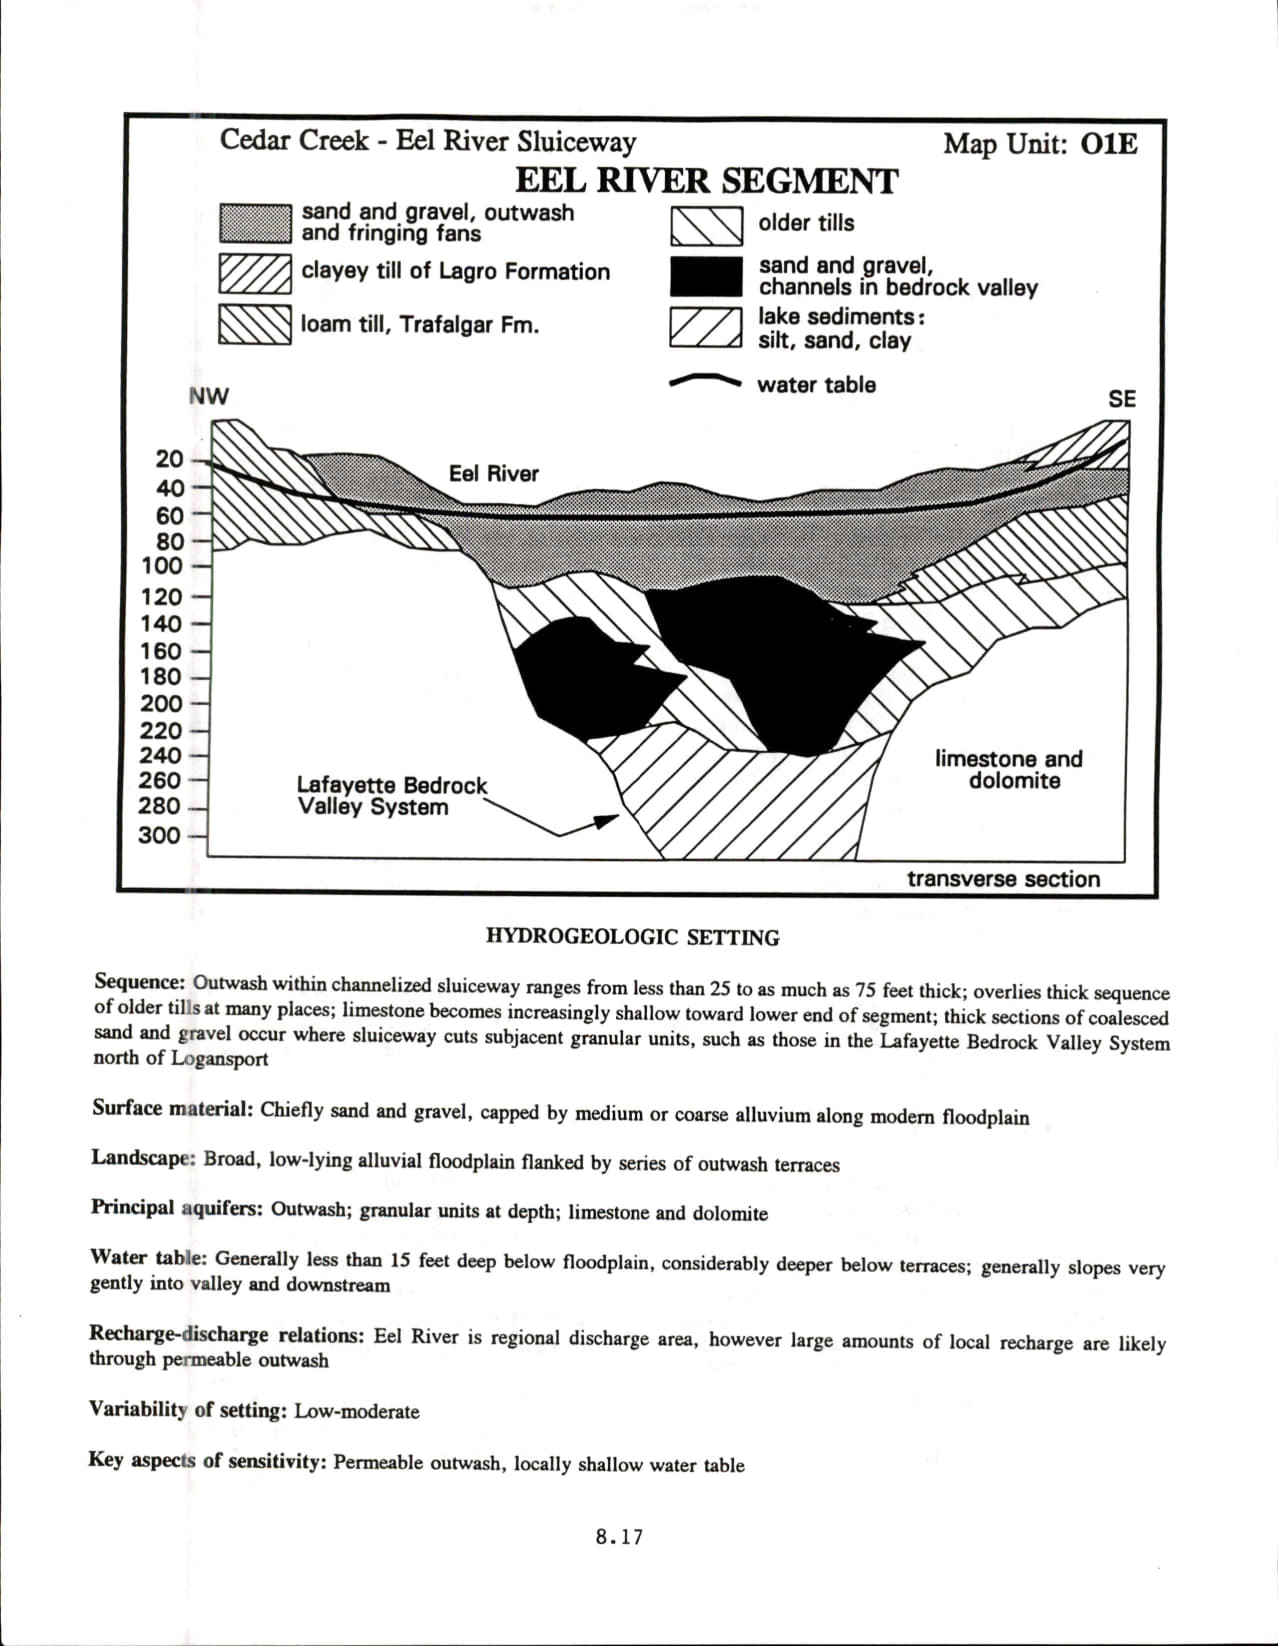 Cedar Creek - Eel River Sluiceway
Map Unit: O1E
EEL RIVER SEGMENT
sand and gravel, outwash
and fringing fans
clayey till of Lagro Formation
loam till, Trafalgar Fm.
older tills
sand and gravel,
channels in bedrock valley
lake sediments:
silt, sand, clay
water table
NW
SE
20
40
60
80
100
120
140
160
180
200
220
240
260
280
300
Eel River
Lafayette Bedrock
Valley System
limestone and
dolomite
transverse section
HYDROGEOLOGIC SETTING
Sequence: Outwash within channelized sluiceway ranges from less than 25 to as much as 75 feet thick; overlies thick sequence
of older tills at many places; limestone becomes increasingly shallow toward lower end of segment; thick sections of coalesced
sand and gravel occur where sluiceway cuts subjacent granular units, such as those in the Lafayette Bedrock Valley System
north of Logansport
Surface material: Chiefly sand and gravel, capped by medium or coarse alluvium along modern floodplain
Landscape: Broad, low-lying alluvial floodplain flanked by series of outwash terraces
Principal aquifers: Outwash; granular units at depth; limestone and dolomite
Water table: Generally less than 15 feet deep below floodplain, considerably deeper below terraces; generally slopes very
gently into valley and downstream
Recharge-discharge relations: Eel River is regional discharge area, however large amounts of local recharge are likely
through permeable outwash
Variability of setting: Low-moderate
Key aspects of sensitivity: Permeable outwash, locally shallow water table
8.17